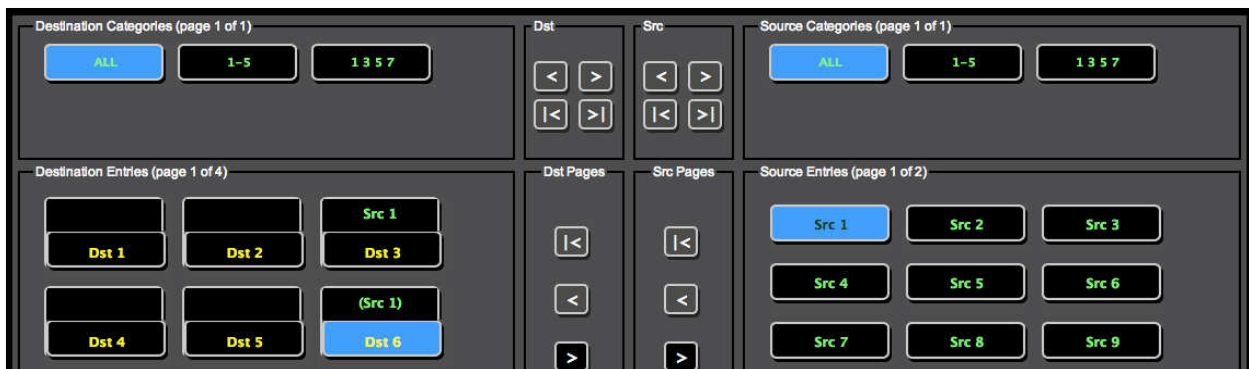 Destination Categories (page 1 of 1)
ALL
1-5
1 3 5 7
Dst
< >
|< >|
Src
< >
|< >|
Source Categories (page 1 of 1)
ALL
1-5
1 3 5 7
Destination Entries (page 1 of 4)
Src 1
Dst 1
Dst 2
Dst 3
(Src 1)
Dst 4
Dst 5
Dst 6
Dst Pages
|<
<
>
Src Pages
|<
<
>
Source Entries (page 1 of 2)
Src 1
Src 2
Src 3
Src 4
Src 5
Src 6
Src 7
Src 8
Src 9